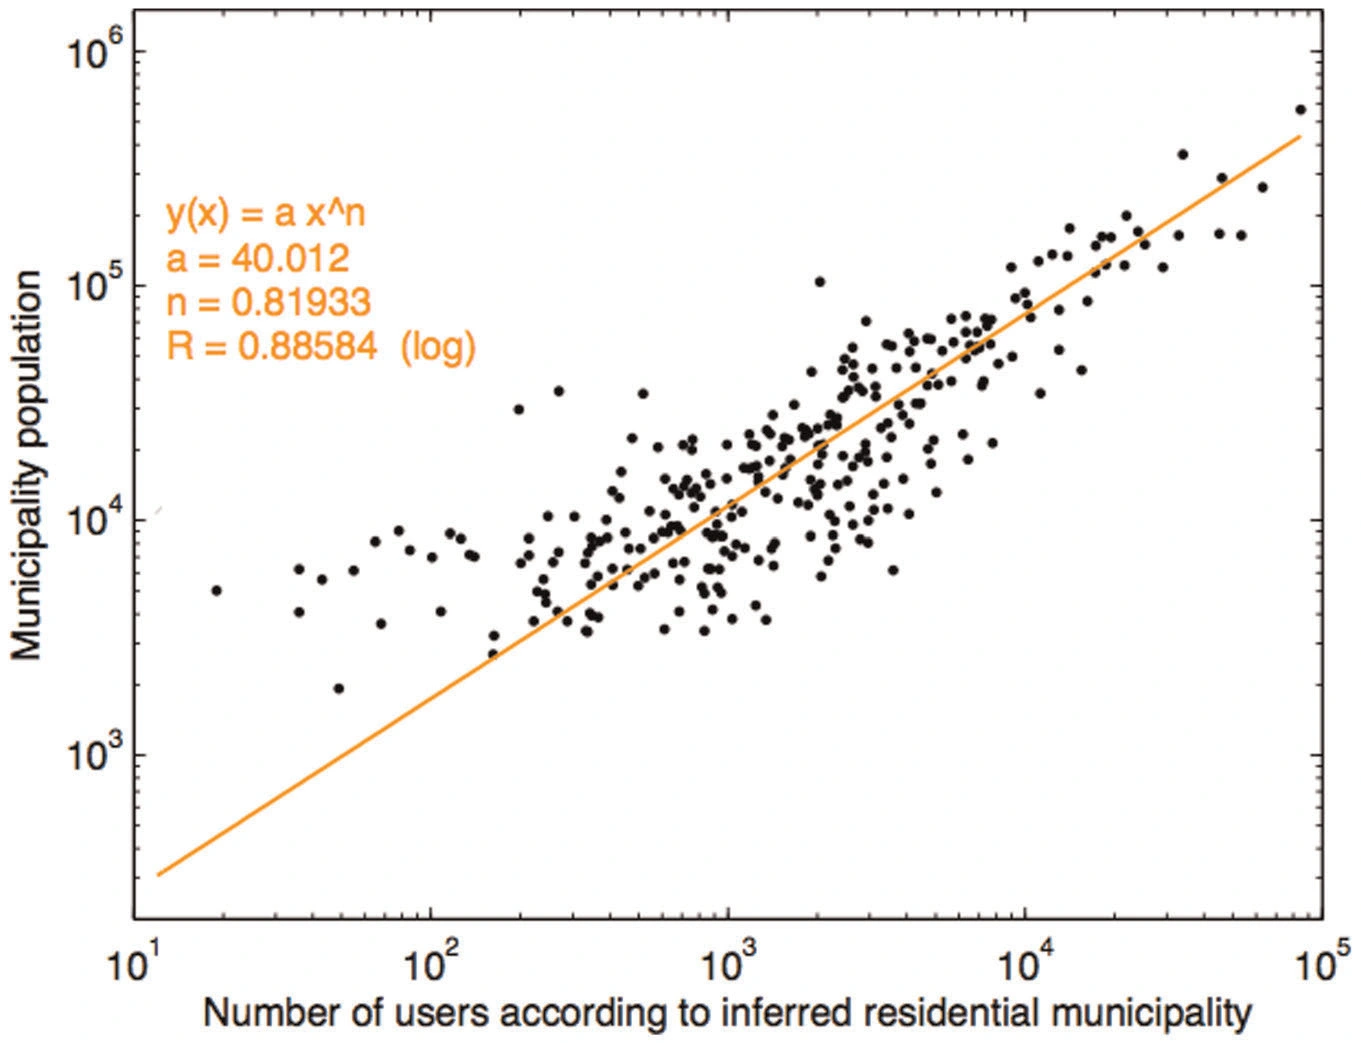 10^6
10^5
10^4
10^3
Municipality population
y(x) = a x^n
a = 40.012
n = 0.81933
R = 0.88584 (log)
10^1 10^2 10^3 10^4 10^5
Number of users according to inferred residential municipality